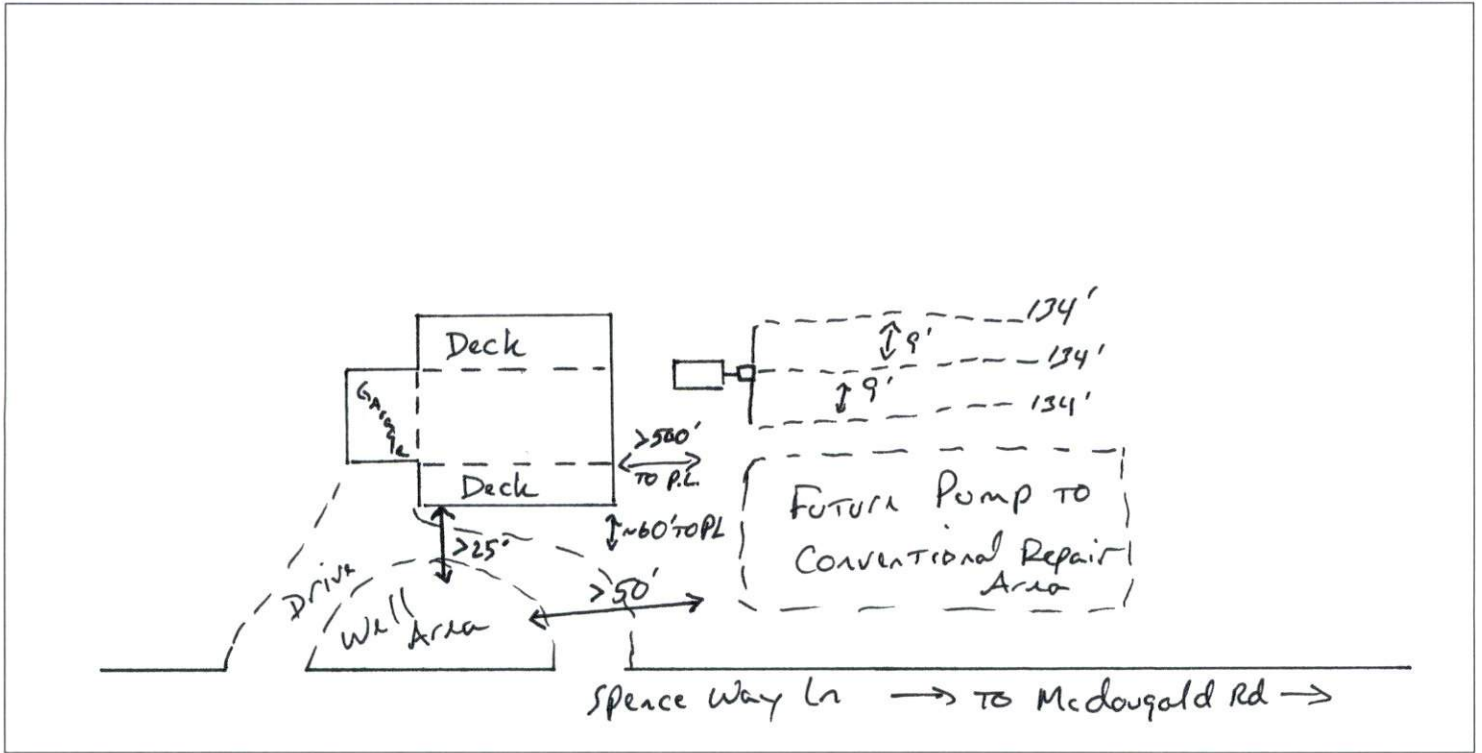 Deck
134'
9'
134'
9'
134'
Garage
>500'
TO P.L.
Deck
~60' TO PL
>25'
Future Pump TO
Conventional Repair
Area
Drive
>50'
Well
Area
Spence Way Ln → TO McDougald Rd →